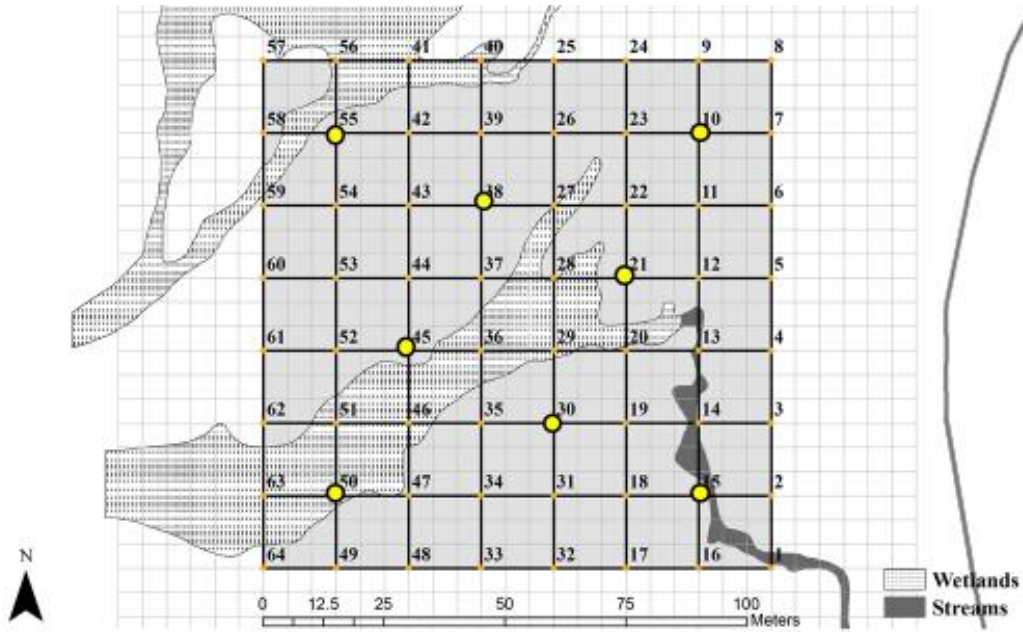 57 56 41 40 25 24 9 8
58 55 42 39 26 23 10 7
59 54 43 38 27 22 11 6
60 53 44 37 28 21 12 5
61 52 45 36 29 20 13 4
62 51 46 35 30 19 14 3
63 50 47 34 31 18 15 2
64 49 48 33 32 17 16 1
N
Wetlands
0 12.5 25 50 75 100
Meters
Streams